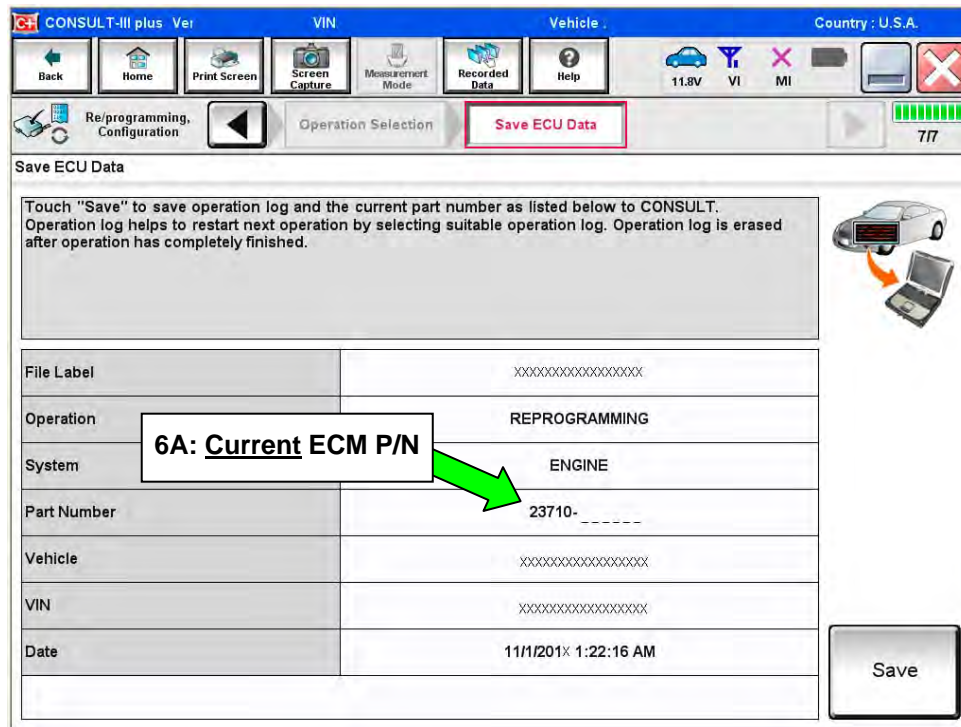 CONSULT-III plus Ver VIN Vehicle : Country : U.S.A.
Back Home Print Screen Screen Capture Measurement Mode Recorded Data Help 11.8V VI MI
Re/programming, Configuration Operation Selection Save ECU Data 7/7
Save ECU Data
Touch "Save" to save operation log and the current part number as listed below to CONSULT.
Operation log helps to restart next operation by selecting suitable operation log. Operation log is erased
after operation has completely finished.
File Label XXXXXXXXXXXXXXXXX
Operation REPROGRAMMING
6A: Current ECM P/N
System ENGINE
Part Number 23710-______
Vehicle XXXXXXXXXXXXXXXXX
VIN XXXXXXXXXXXXXXXXX
Date 11/1/201X 1:22:16 AM
Save